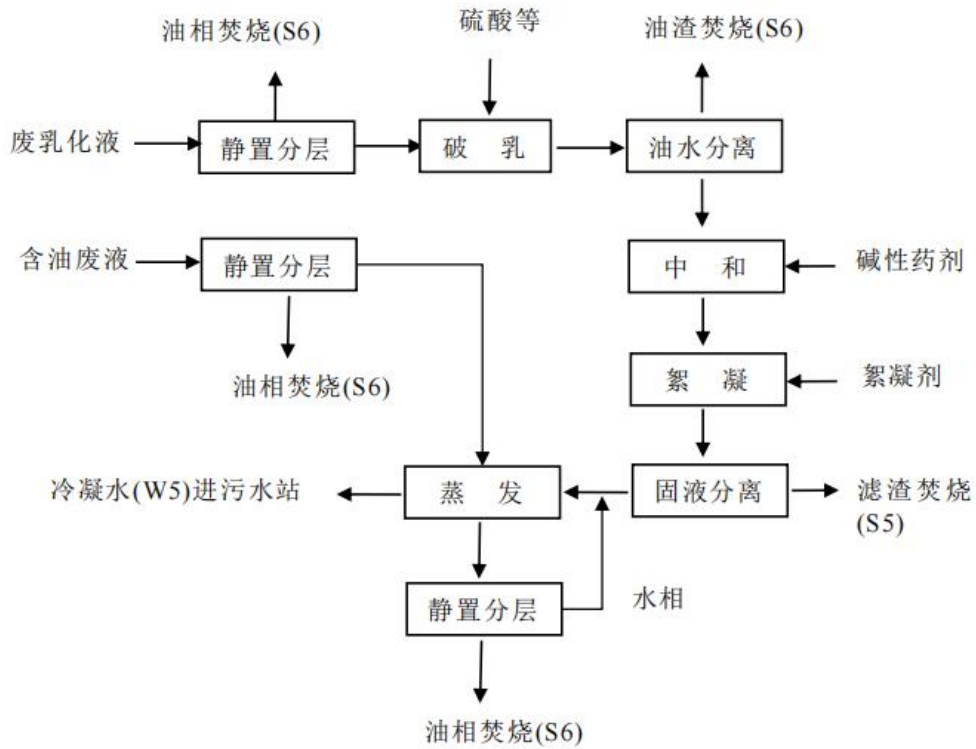 油相焚烧(S6)
硫酸等
油渣焚烧(S6)
废乳化液
静置分层
破 乳
油水分离
含油废液
静置分层
中 和
碱性药剂
油相焚烧(S6)
絮 凝
絮凝剂
冷凝水(W5)进污水站
蒸 发
固液分离
滤渣焚烧
(S5)
静置分层
水相
油相焚烧(S6)